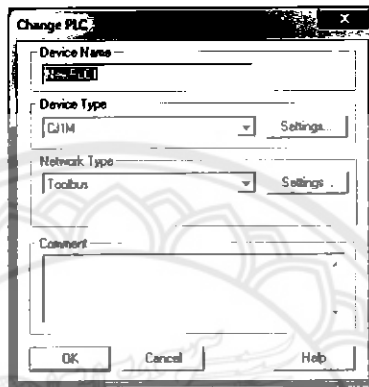 Change PLC
Device Name
NewPLC1
Device Type
CJ1M
Settings...
Network Type
Toolbus
Settings...
Comment
OK
Cancel
Help